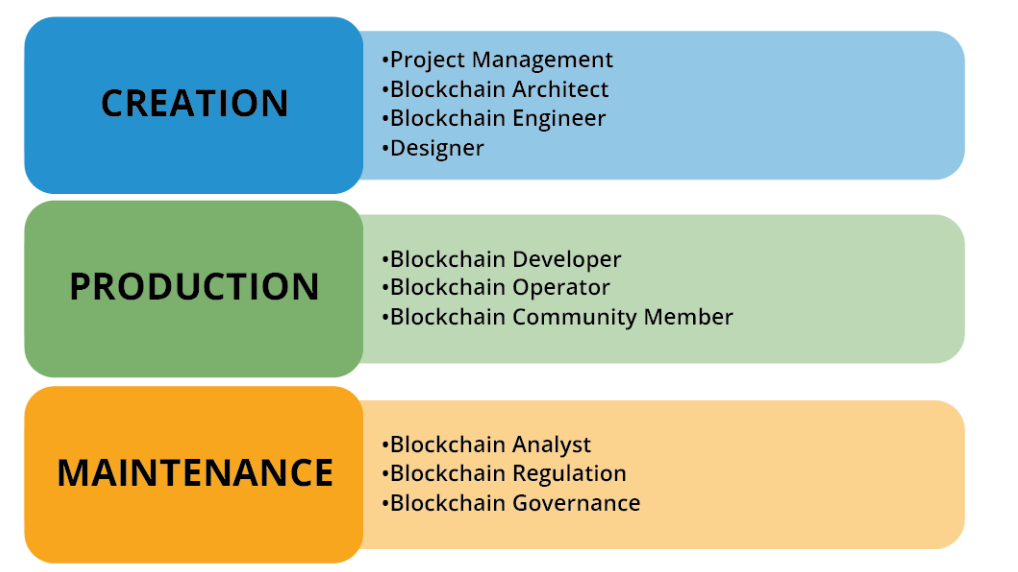 CREATION
•Project Management
•Blockchain Architect
•Blockchain Engineer
•Designer
PRODUCTION
•Blockchain Developer
•Blockchain Operator
•Blockchain Community Member
MAINTENANCE
•Blockchain Analyst
•Blockchain Regulation
•Blockchain Governance